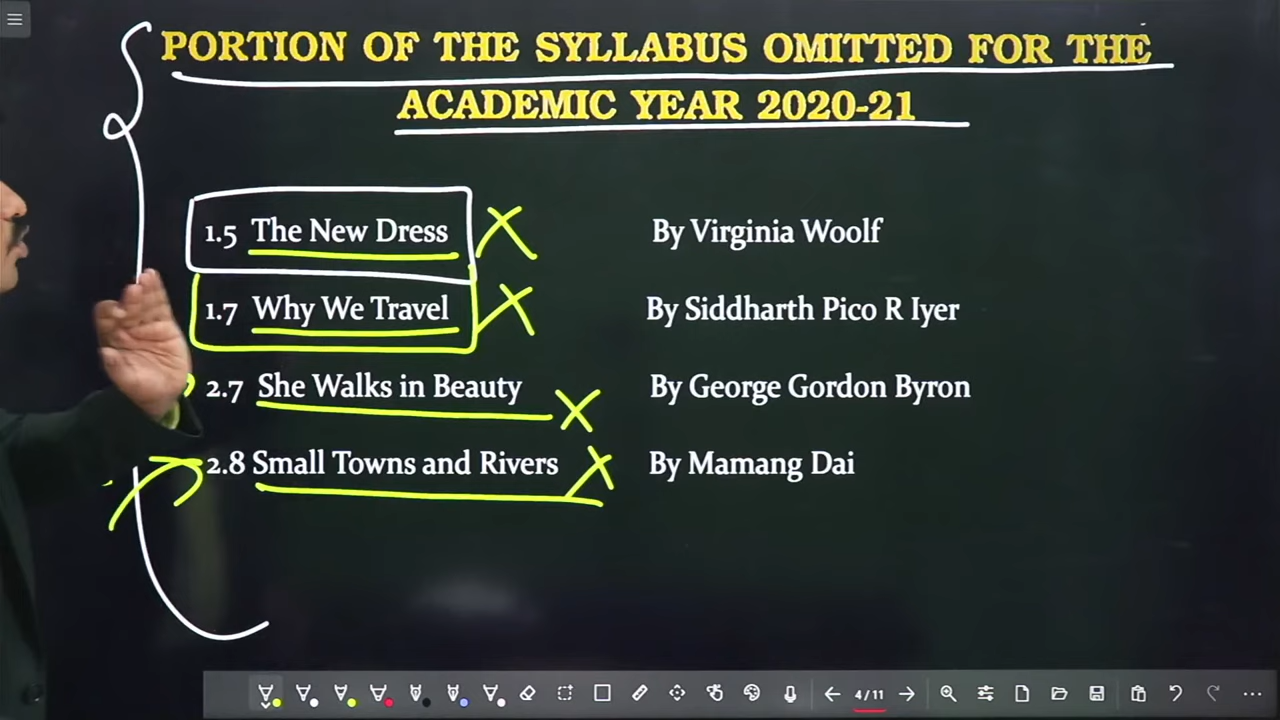 PORTION OF THE SYLLABUS OMITTED FOR THE
ACADEMIC YEAR 2020-21
1.5 The New Dress By Virginia Woolf
1.7 Why We Travel By Siddharth Pico R Iyer
2.7 She Walks in Beauty By George Gordon Byron
2.8 Small Towns and Rivers By Mamang Dai
4/11